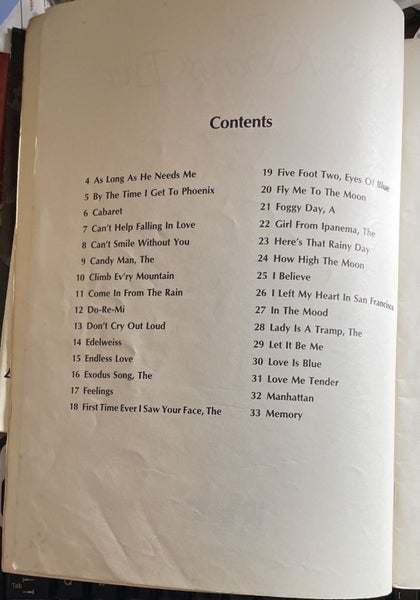 Contents
4 As Long As He Needs Me
5 By The Time I Get To Phoenix
6 Cabaret
7 Can't Help Falling In Love
8 Can't Smile Without You
9 Candy Man, The
10 Climb Ev'ry Mountain
11 Come In From The Rain
12 Do-Re-Mi
13 Don't Cry Out Loud
14 Edelweiss
15 Endless Love
16 Exodus Song, The
17 Feelings
18 First Time Ever I Saw Your Face, The
19 Five Foot Two, Eyes Of Blue
20 Fly Me To The Moon
21 Foggy Day, A
22 Girl From Ipanema, The
23 Here's That Rainy Day
24 How High The Moon
25 I Believe
26 I Left My Heart In San Francisco
27 In The Mood
28 Lady Is A Tramp, The
29 Let It Be Me
30 Love Is Blue
31 Love Me Tender
32 Manhattan
33 Memory
Tab